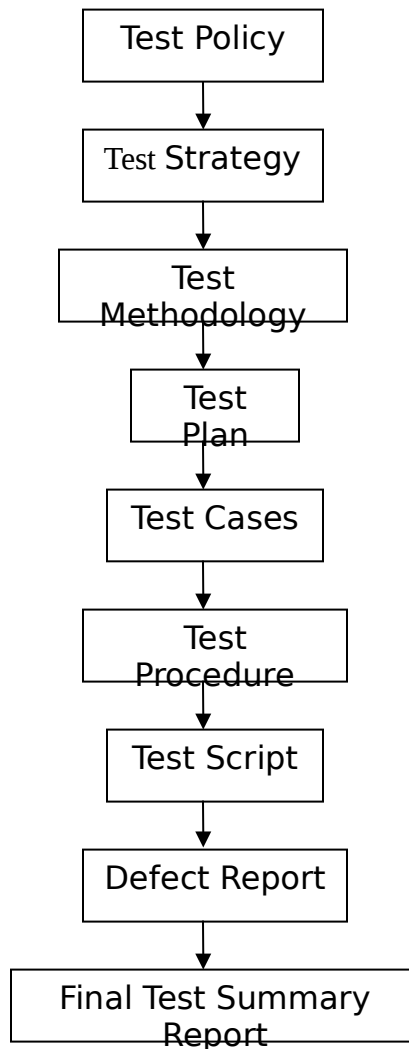 Test Policy
Test Strategy
Test
Methodology
Test
Plan
Test Cases
Test
Procedure
Test Script
Defect Report
Final Test Summary
Report